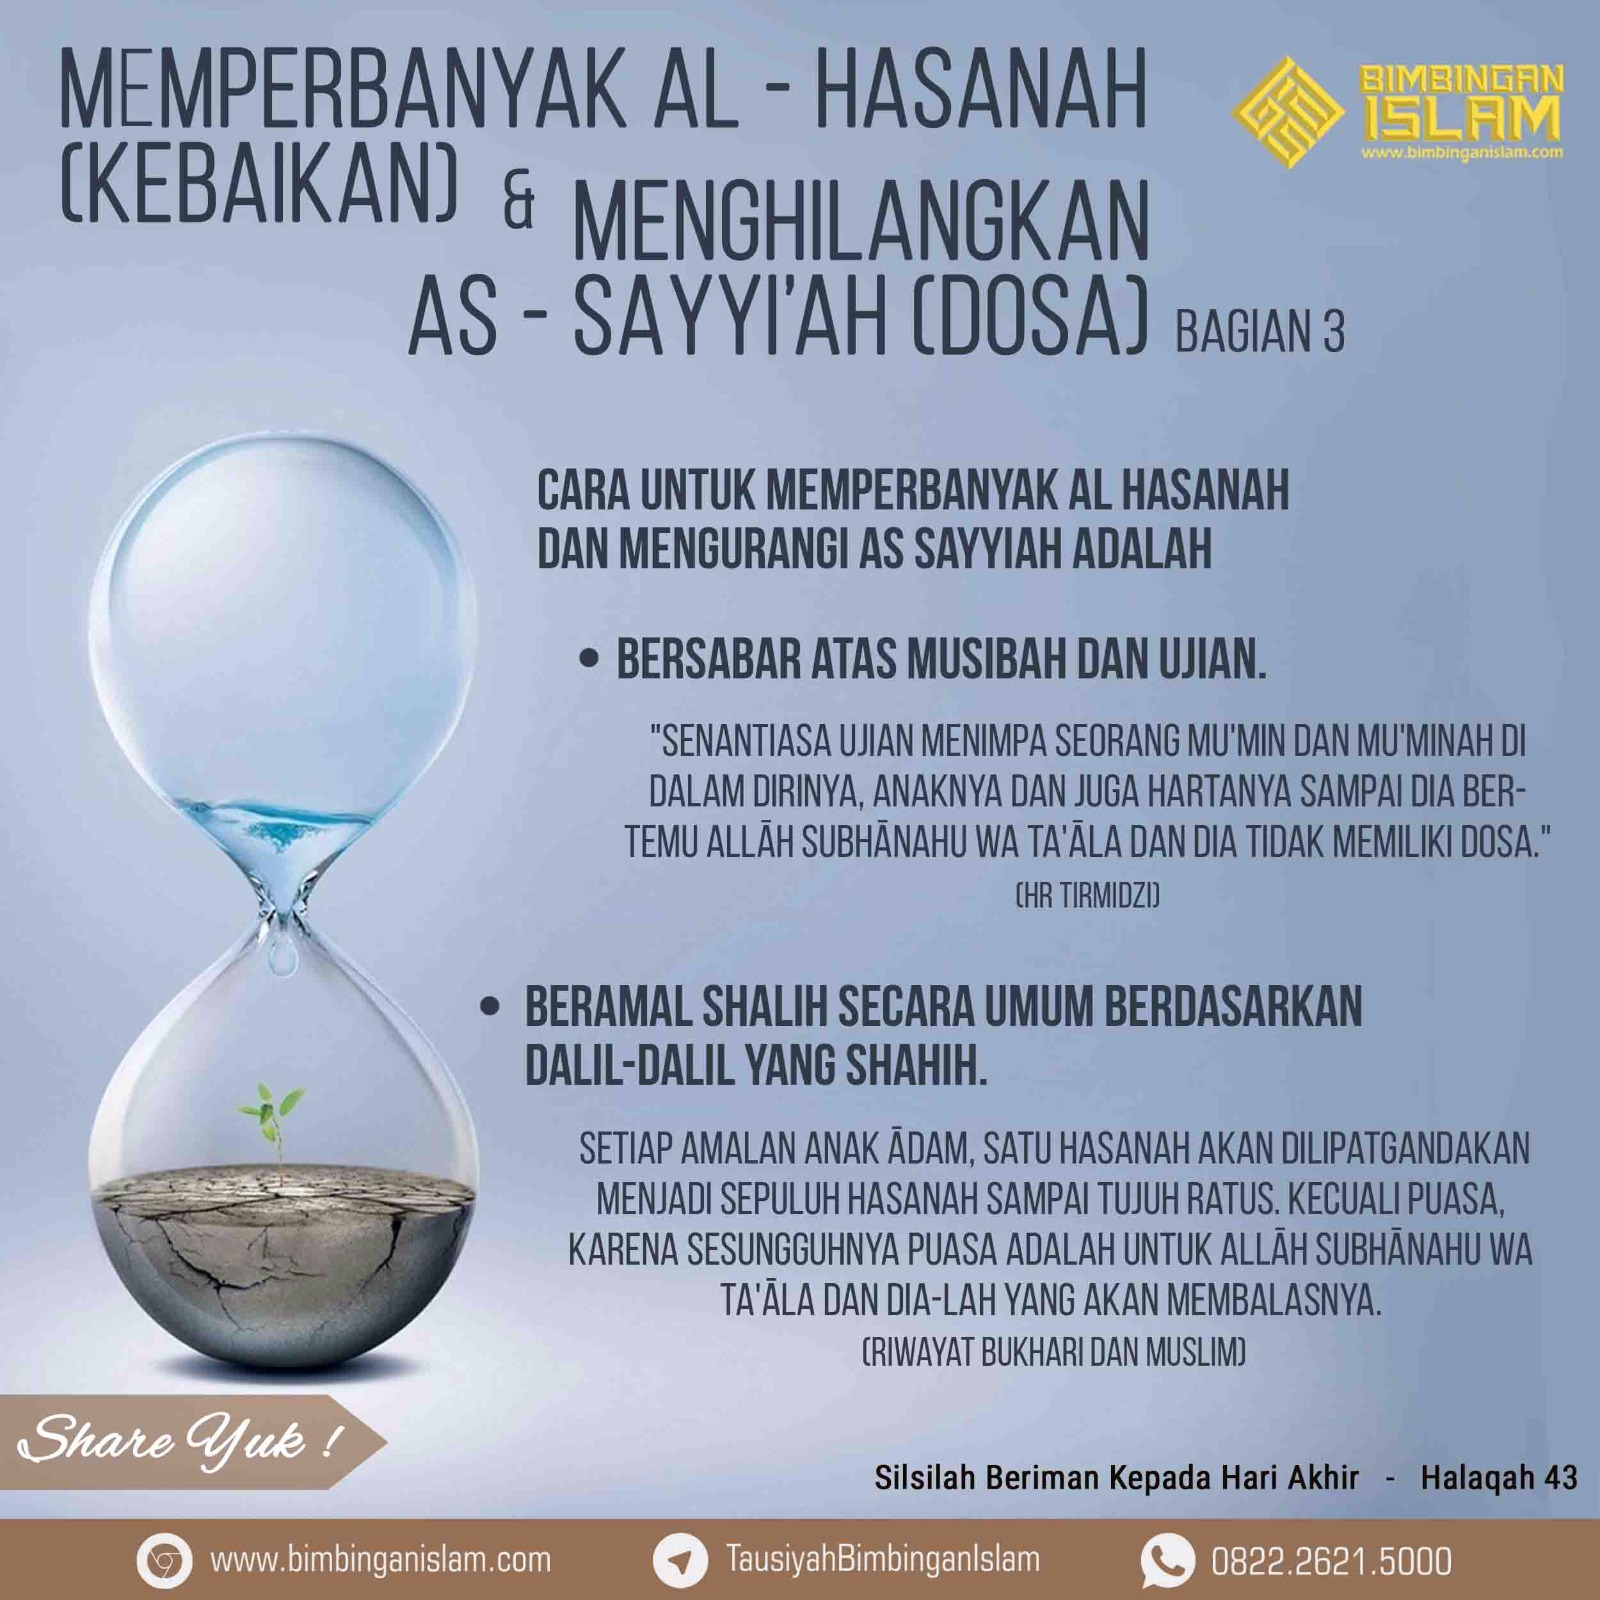 MEMPERBANYAK AL - HASANAH
(KEBAIKAN) & MENGHILANGKAN
AS - SAYYI'AH (DOSA) BAGIAN 3
BIMBINGAN
ISLAM
www.bimbinganislam.com
CARA UNTUK MEMPERBANYAK AL HASANAH
DAN MENGURANGI AS SAYYIAH ADALAH
• BERSABAR ATAS MUSIBAH DAN UJIAN.
"SENANTIASA UJIAN MENIMPA SEORANG MU'MIN DAN MU'MINAH DI
DALAM DIRINYA, ANAKNYA DAN JUGA HARTANYA SAMPAI DIA BER-
TEMU ALLĀH SUBHĀNAHU WA TA'ĀLA DAN DIA TIDAK MEMILIKI DOSA."
(HR TIRMIDZI)
• BERAMAL SHALIH SECARA UMUM BERDASARKAN
DALIL-DALIL YANG SHAHIH.
SETIAP AMALAN ANAK ĀDAM, SATU HASANAH AKAN DILIPATGANDAKAN
MENJADI SEPULUH HASANAH SAMPAI TUJUH RATUS. KECUALI PUASA,
KARENA SESUNGGUHNYA PUASA ADALAH UNTUK ALLĀH SUBHĀNAHU WA
TA'ĀLA DAN DIA-LAH YANG AKAN MEMBALASNYA.
(RIWAYAT BUKHARI DAN MUSLIM)
Share Yuk !
Silsilah Beriman Kepada Hari Akhir - Halaqah 43
www.bimbinganislam.com
TausiyahBimbinganIslam
0822.2621.5000